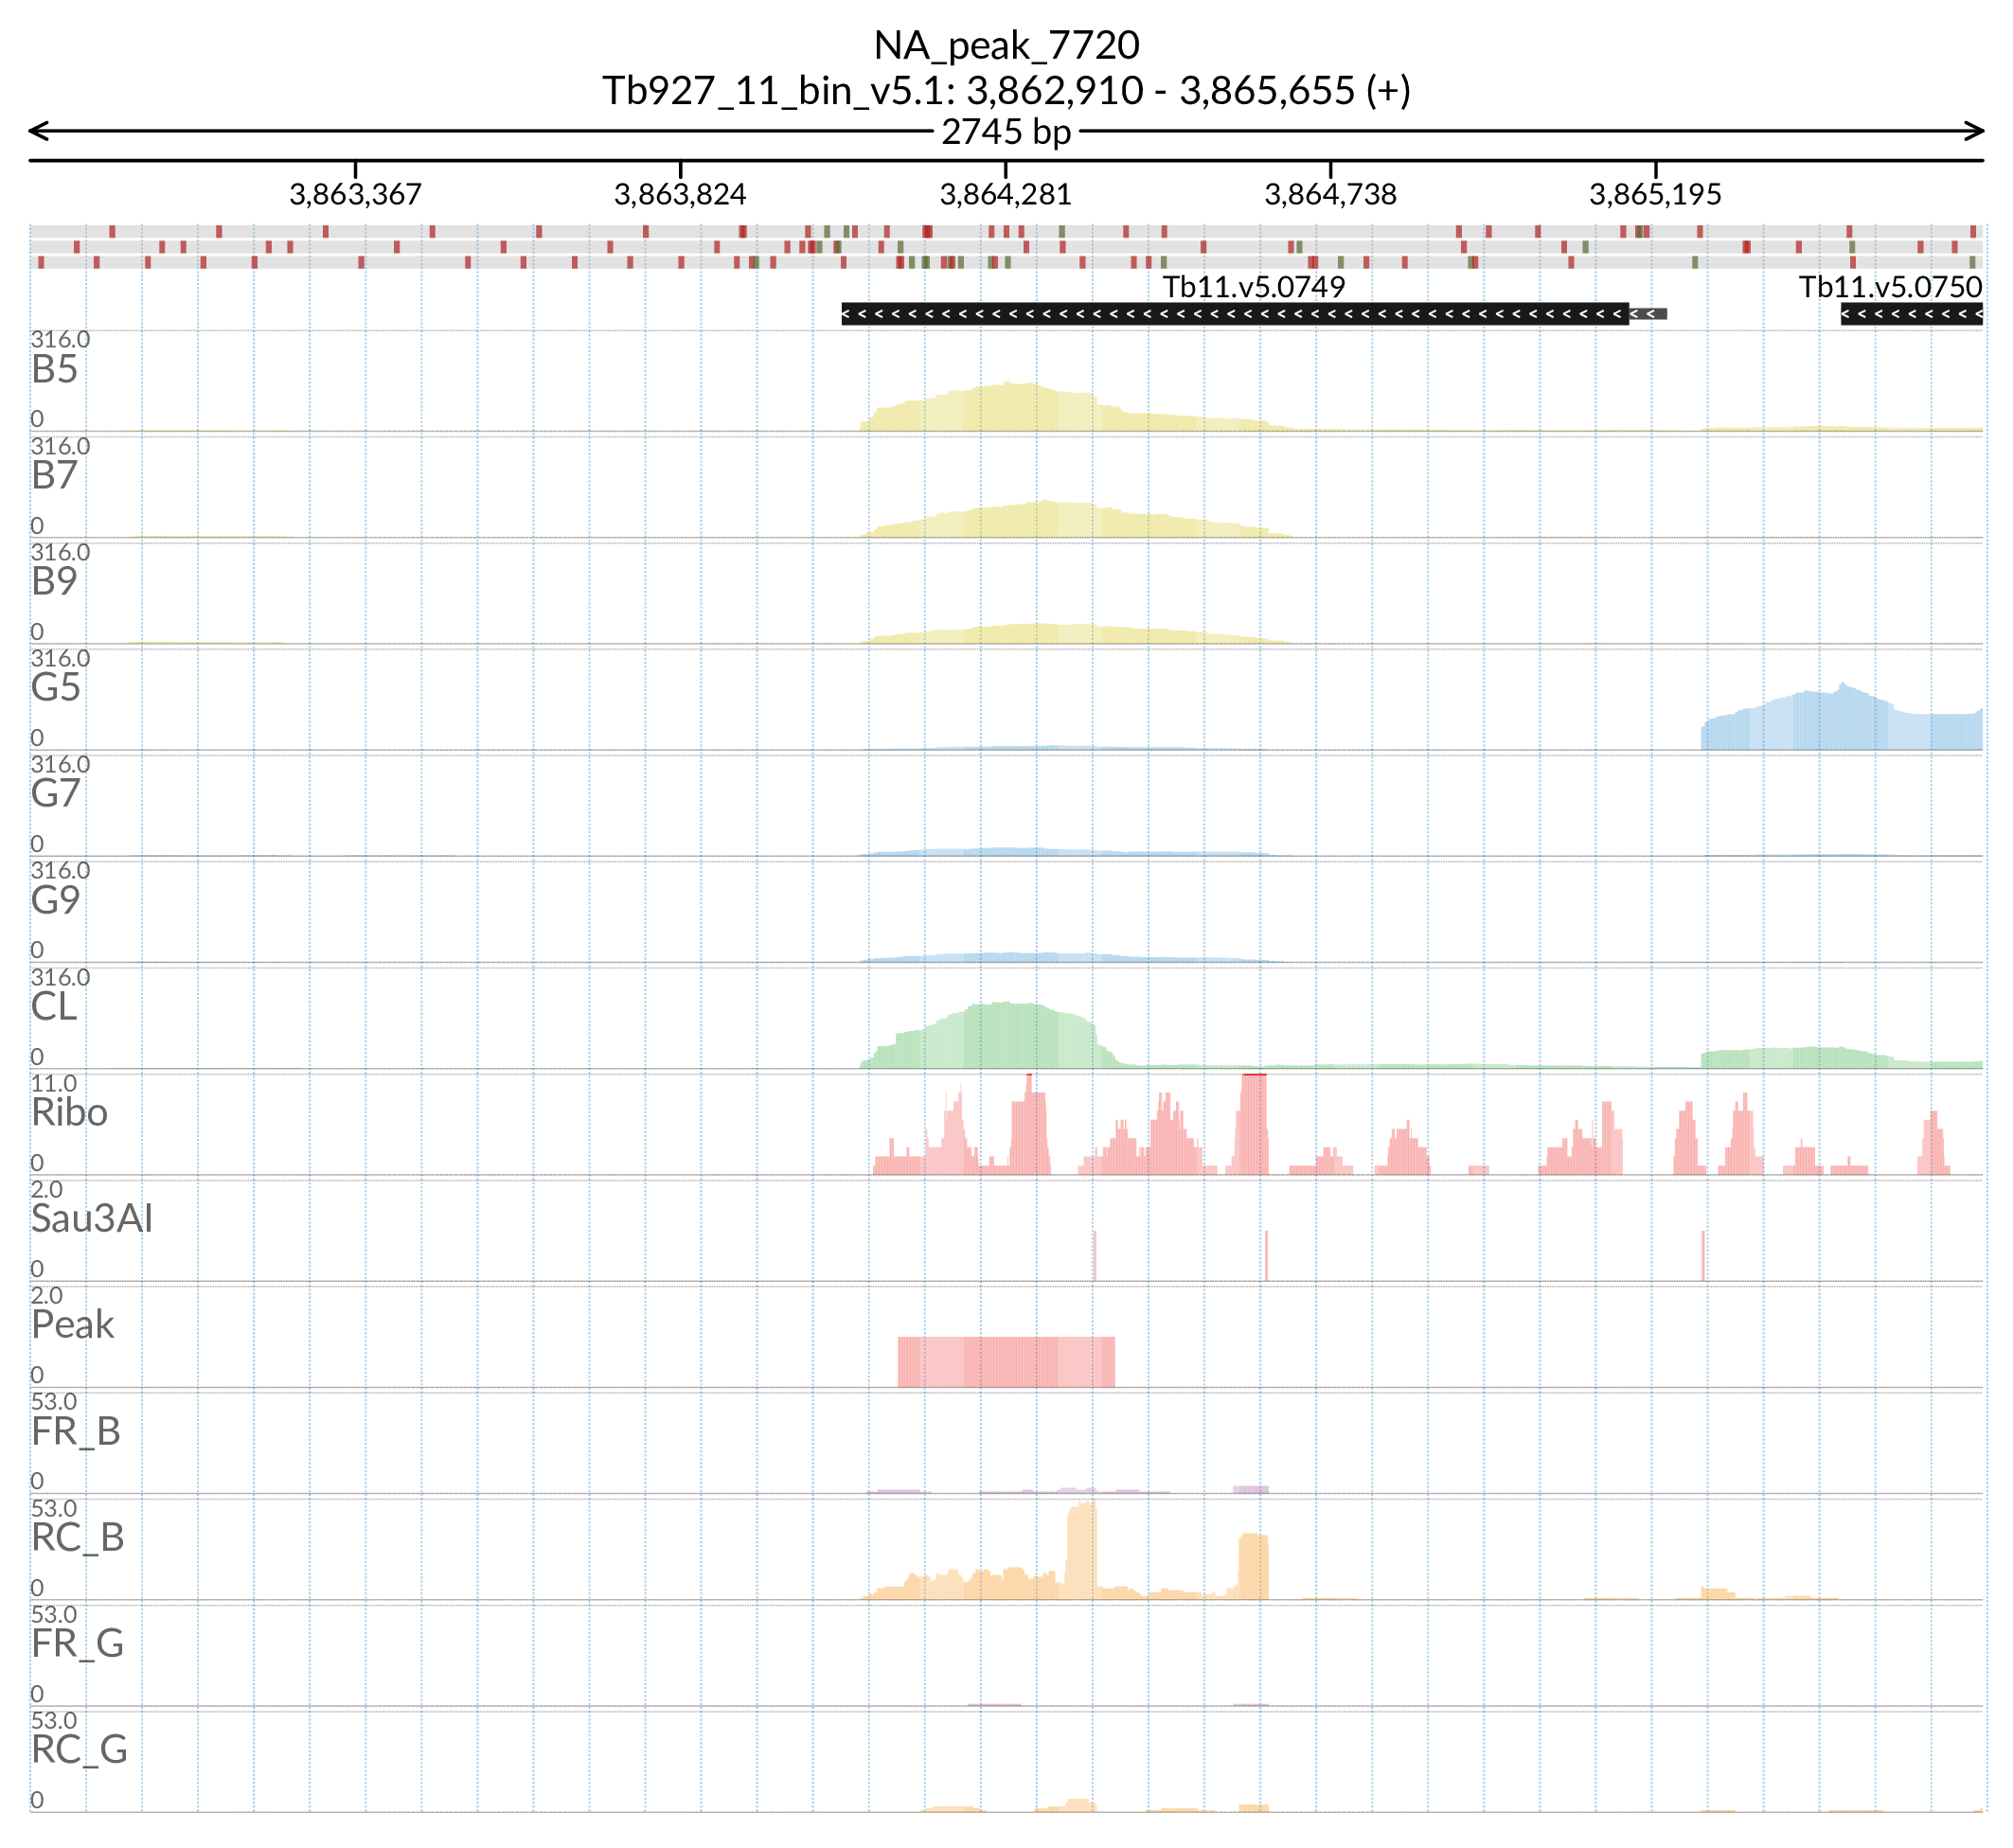 NA_peak_7720
Tb927_11_bin_v5.1: 3,862,910 - 3,865,655 (+)
2745 bp
3,863,367 3,863,824 3,864,281 3,864,738 3,865,195
Tb11.v5.0749 Tb11.v5.0750
316.0
B5
0
316.0
B7
0
316.0
B9
0
316.0
G5
0
316.0
G7
0
316.0
G9
0
316.0
CL
0
11.0
Ribo
0
2.0
Sau3AI
0
2.0
Peak
0
53.0
FR_B
0
53.0
RC_B
0
53.0
FR_G
0
53.0
RC_G
0